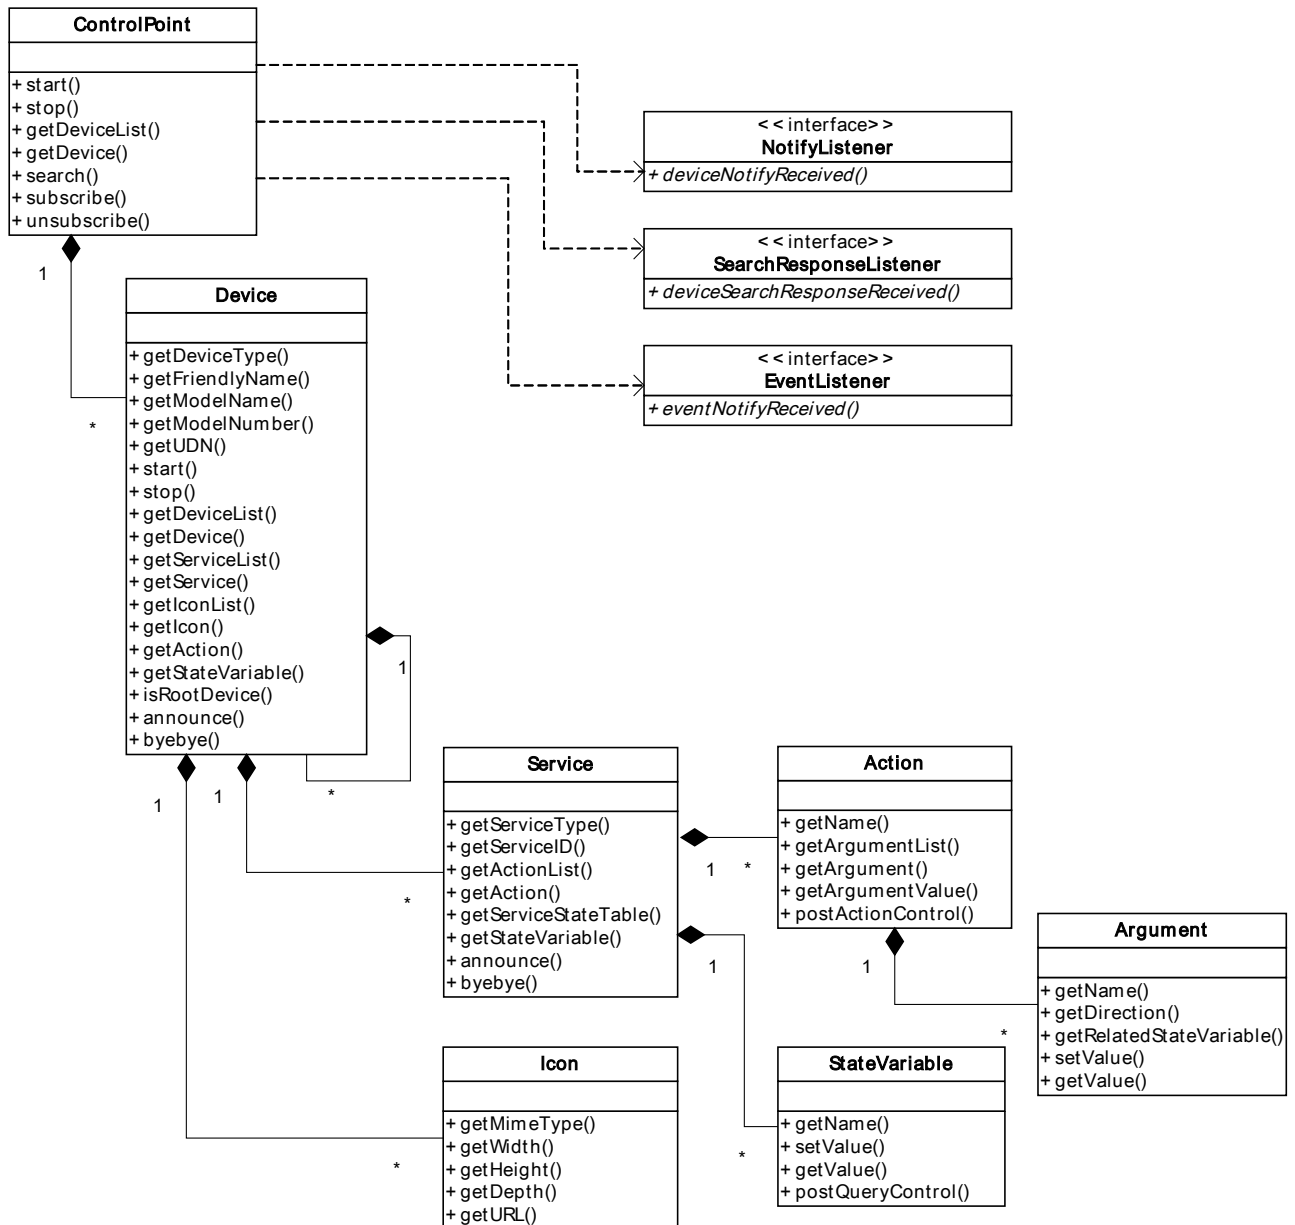 ControlPoint
+ start()
+ stop()
+ getDeviceList()
+ getDevice()
+ search()
+ subscribe()
+ unsubscribe()
<<interface>>
NotifyListener
+ deviceNotifyReceived()
<<interface>>
SearchResponseListener
+ deviceSearchResponseReceived()
<<interface>>
EventListener
+ eventNotifyReceived()
1
*
Device
+ getDeviceType()
+ getFriendlyName()
+ getModelName()
+ getModelNumber()
+ getUDN()
+ start()
+ stop()
+ getDeviceList()
+ getDevice()
+ getServiceList()
+ getService()
+ getIconList()
+ getIcon()
+ getAction()
+ getStateVariable()
+ isRootDevice()
+ announce()
+ byebye()
1
*
1
1
*
*
Service
+ getServiceType()
+ getServiceID()
+ getActionList()
+ getAction()
+ getServiceStateTable()
+ getStateVariable()
+ announce()
+ byebye()
1
*
1
*
Action
+ getName()
+ getArgumentList()
+ getArgument()
+ getArgumentValue()
+ postActionControl()
1
*
Argument
+ getName()
+ getDirection()
+ getRelatedStateVariable()
+ setValue()
+ getValue()
Icon
+ getMimeType()
+ getWidth()
+ getHeight()
+ getDepth()
+ getURL()
StateVariable
+ getName()
+ setValue()
+ getValue()
+ postQueryControl()